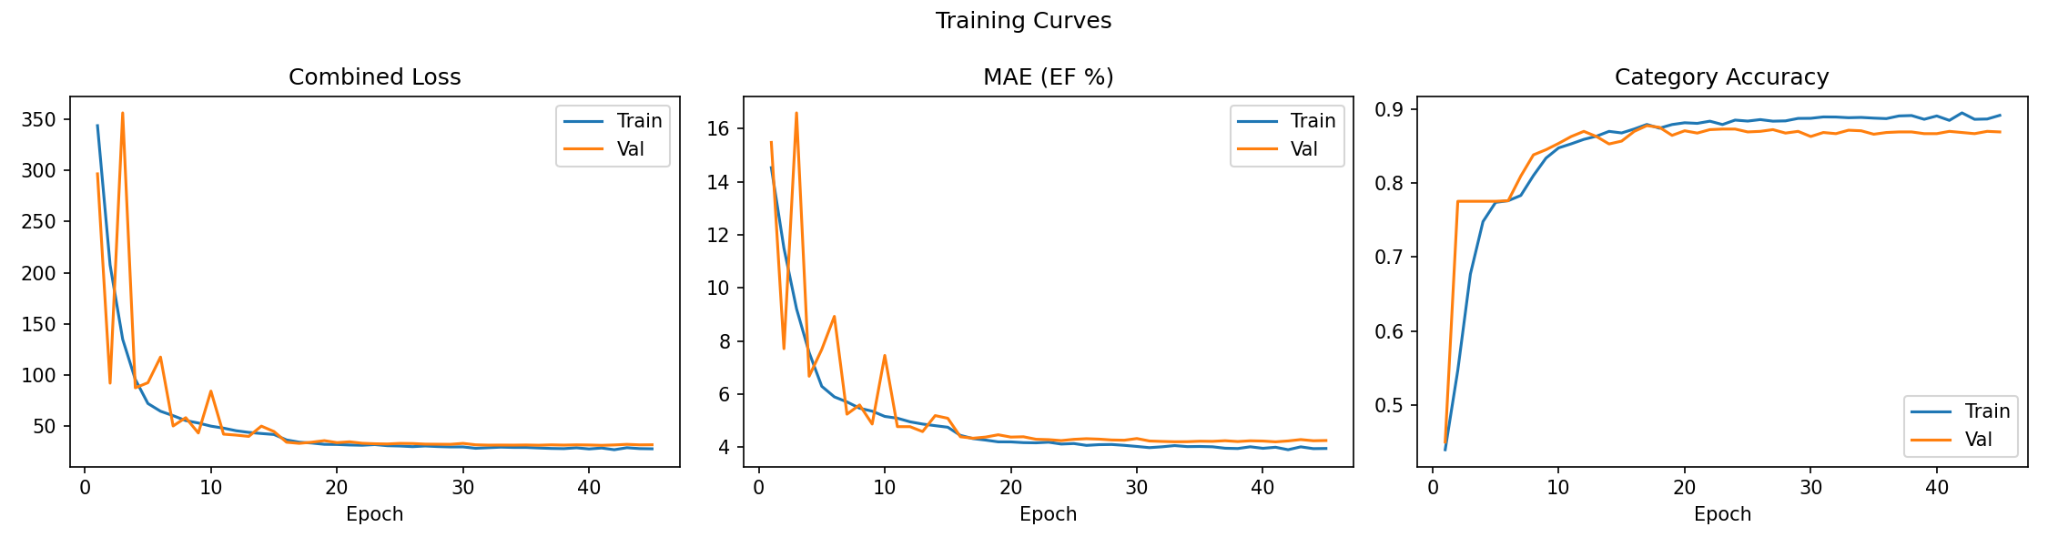 Training Curves
Combined Loss
350
300
250
200
150
100
50
0
10
20
30
40
Epoch
Train
Val
MAE (EF %)
16
14
12
10
8
6
4
0
10
20
30
40
Epoch
Train
Val
Category Accuracy
0.9
0.8
0.7
0.6
0.5
0
10
20
30
40
Epoch
Train
Val